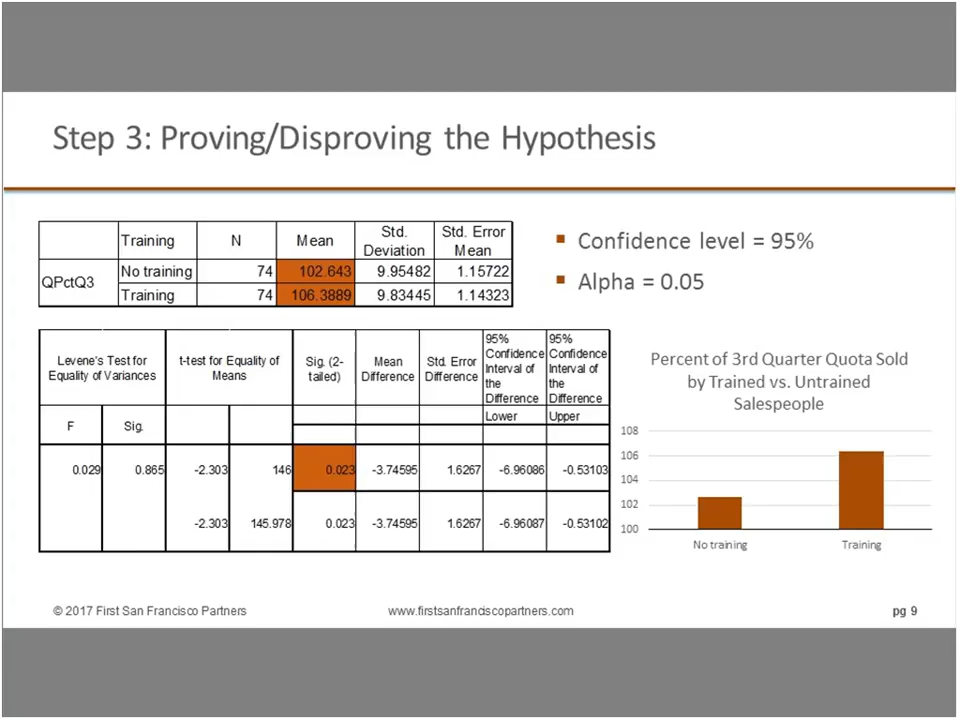 Step 3: Proving/Disproving the Hypothesis
Training N Mean Std. Deviation Std. Error Mean
QPctQ3 No training 74 102.643 9.95482 1.15722
Training 74 106.3889 9.83445 1.14323
▪ Confidence level = 95%
▪ Alpha = 0.05
Levene's Test for Equality of Variances t-test for Equality of Means Sig. (2-tailed) Mean Difference Std. Error Difference 95% Confidence Interval of the Difference 95% Confidence Interval of the Difference
Lower Upper
F Sig.
0.029 0.865 -2.303 146 0.023 -3.74595 1.6267 -6.96086 -0.53103
-2.303 145.978 0.023 -3.74595 1.6267 -6.96087 -0.53102
Percent of 3rd Quarter Quota Sold
by Trained vs. Untrained
Salespeople
108
106
104
102
100
No training Training
© 2017 First San Francisco Partners www.firstsanfranciscopartners.com pg 9